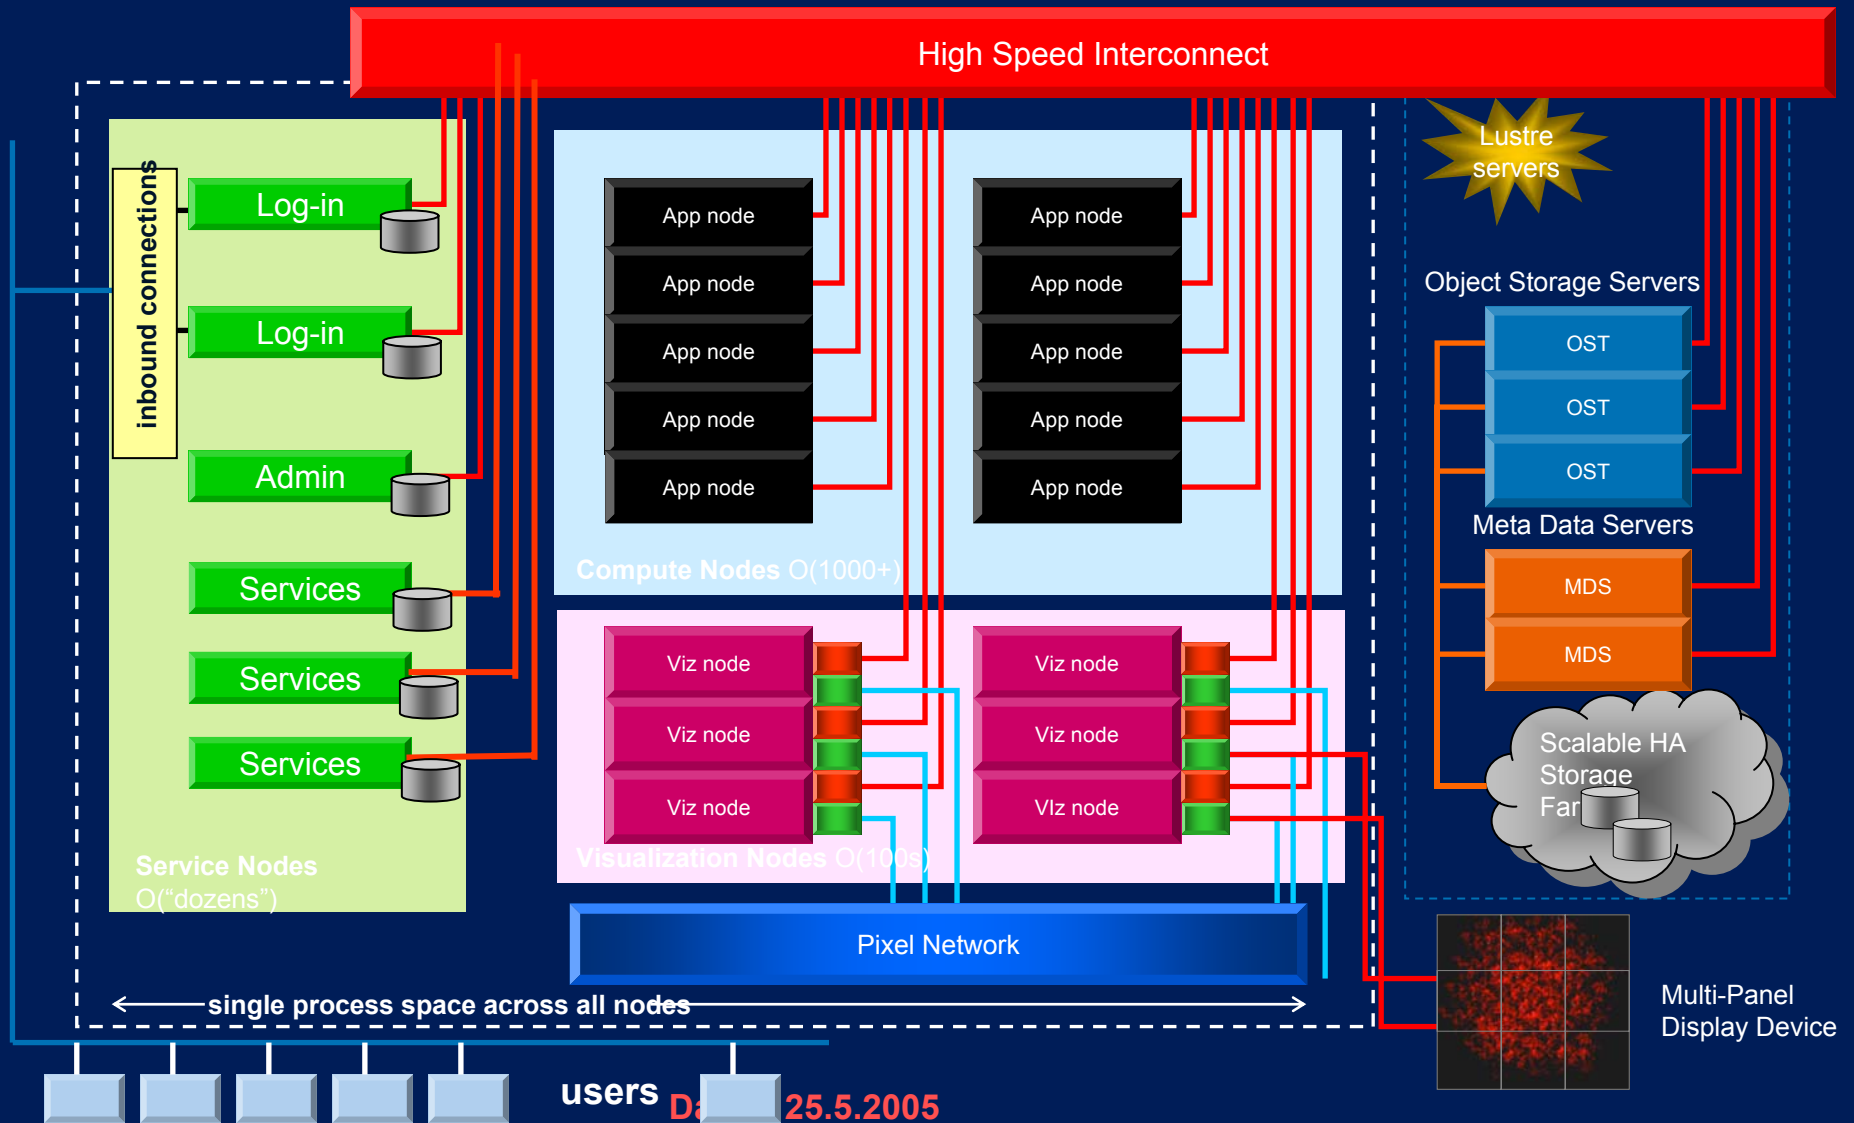 High Speed Interconnect
Lustre
servers
inbound connections
Log-in
Log-in
Admin
Services
Services
Services
Service Nodes
O(“dozens”)
App node
App node
App node
App node
App node
App node
App node
App node
App node
App node
Compute Nodes O(1000+)
Viz node
Viz node
Viz node
Viz node
Viz node
VIz node
Visualization Nodes O(100s)
Pixel Network
single process space across all nodes
Object Storage Servers
OST
OST
OST
Meta Data Servers
MDS
MDS
Scalable HA
Storage
Multi-Panel
Display Device
users
25.5.2005